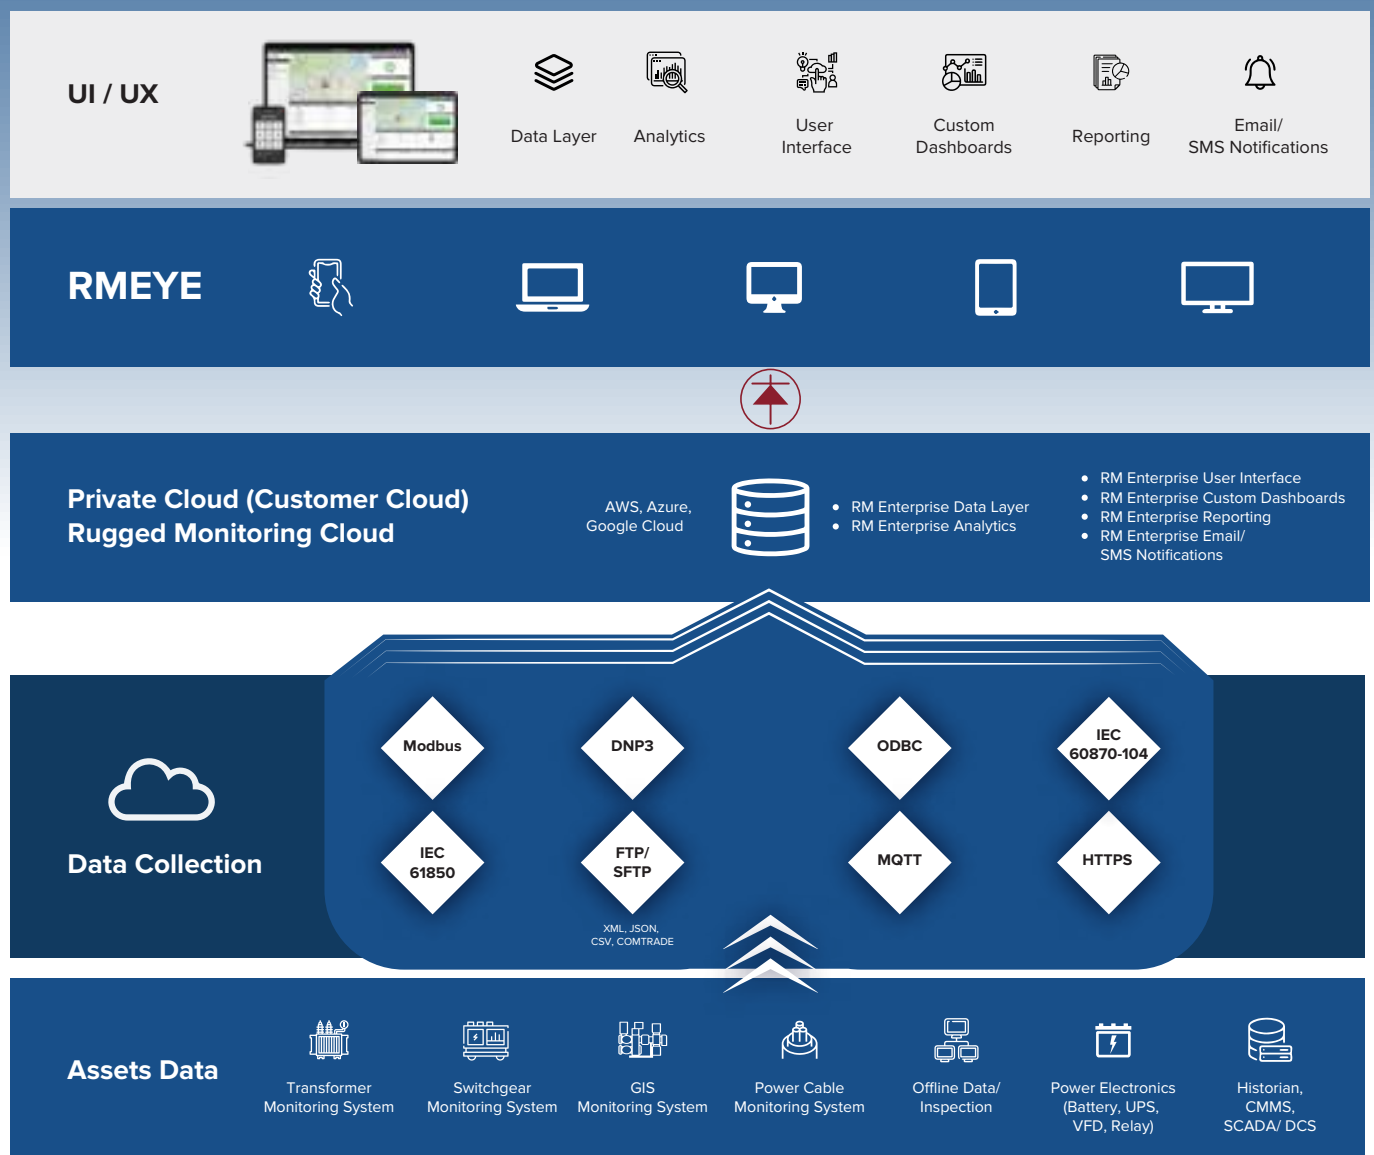 UI / UX
Data Layer
Analytics
User
Interface
Custom
Dashboards
Reporting
Email/
SMS Notifications
RMEYE
Private Cloud (Customer Cloud)
Rugged Monitoring Cloud
AWS, Azure,
Google Cloud
• RM Enterprise Data Layer
• RM Enterprise Analytics
• RM Enterprise User Interface
• RM Enterprise Custom Dashboards
• RM Enterprise Reporting
• RM Enterprise Email/
SMS Notifications
Data Collection
Modbus
DNP3
ODBC
IEC
60870-104
IEC
61850
FTP/
SFTP
MQTT
HTTPS
XML, JSON,
CSV, COMTRADE
Assets Data
Transformer
Monitoring System
Switchgear
Monitoring System
GIS
Monitoring System
Power Cable
Monitoring System
Offline Data/
Inspection
Power Electronics
(Battery, UPS,
VFD, Relay)
Historian,
CMMS,
SCADA/ DCS